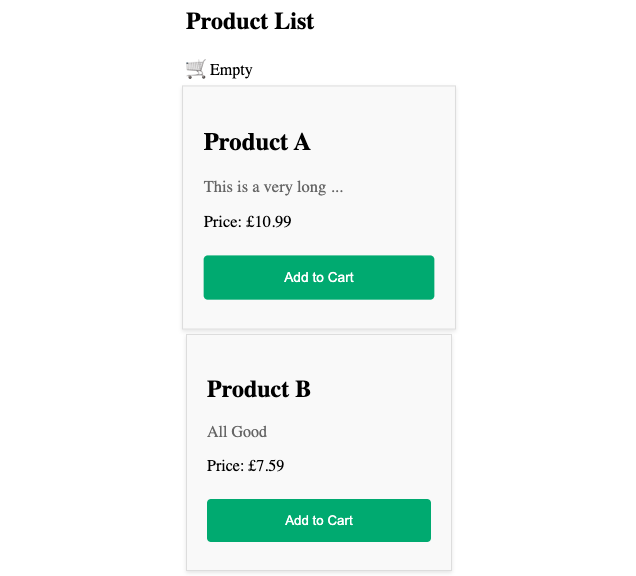 Product List
🛒 Empty
Product A
This is a very long ...
Price: £10.99
Add to Cart
Product B
All Good
Price: £7.59
Add to Cart